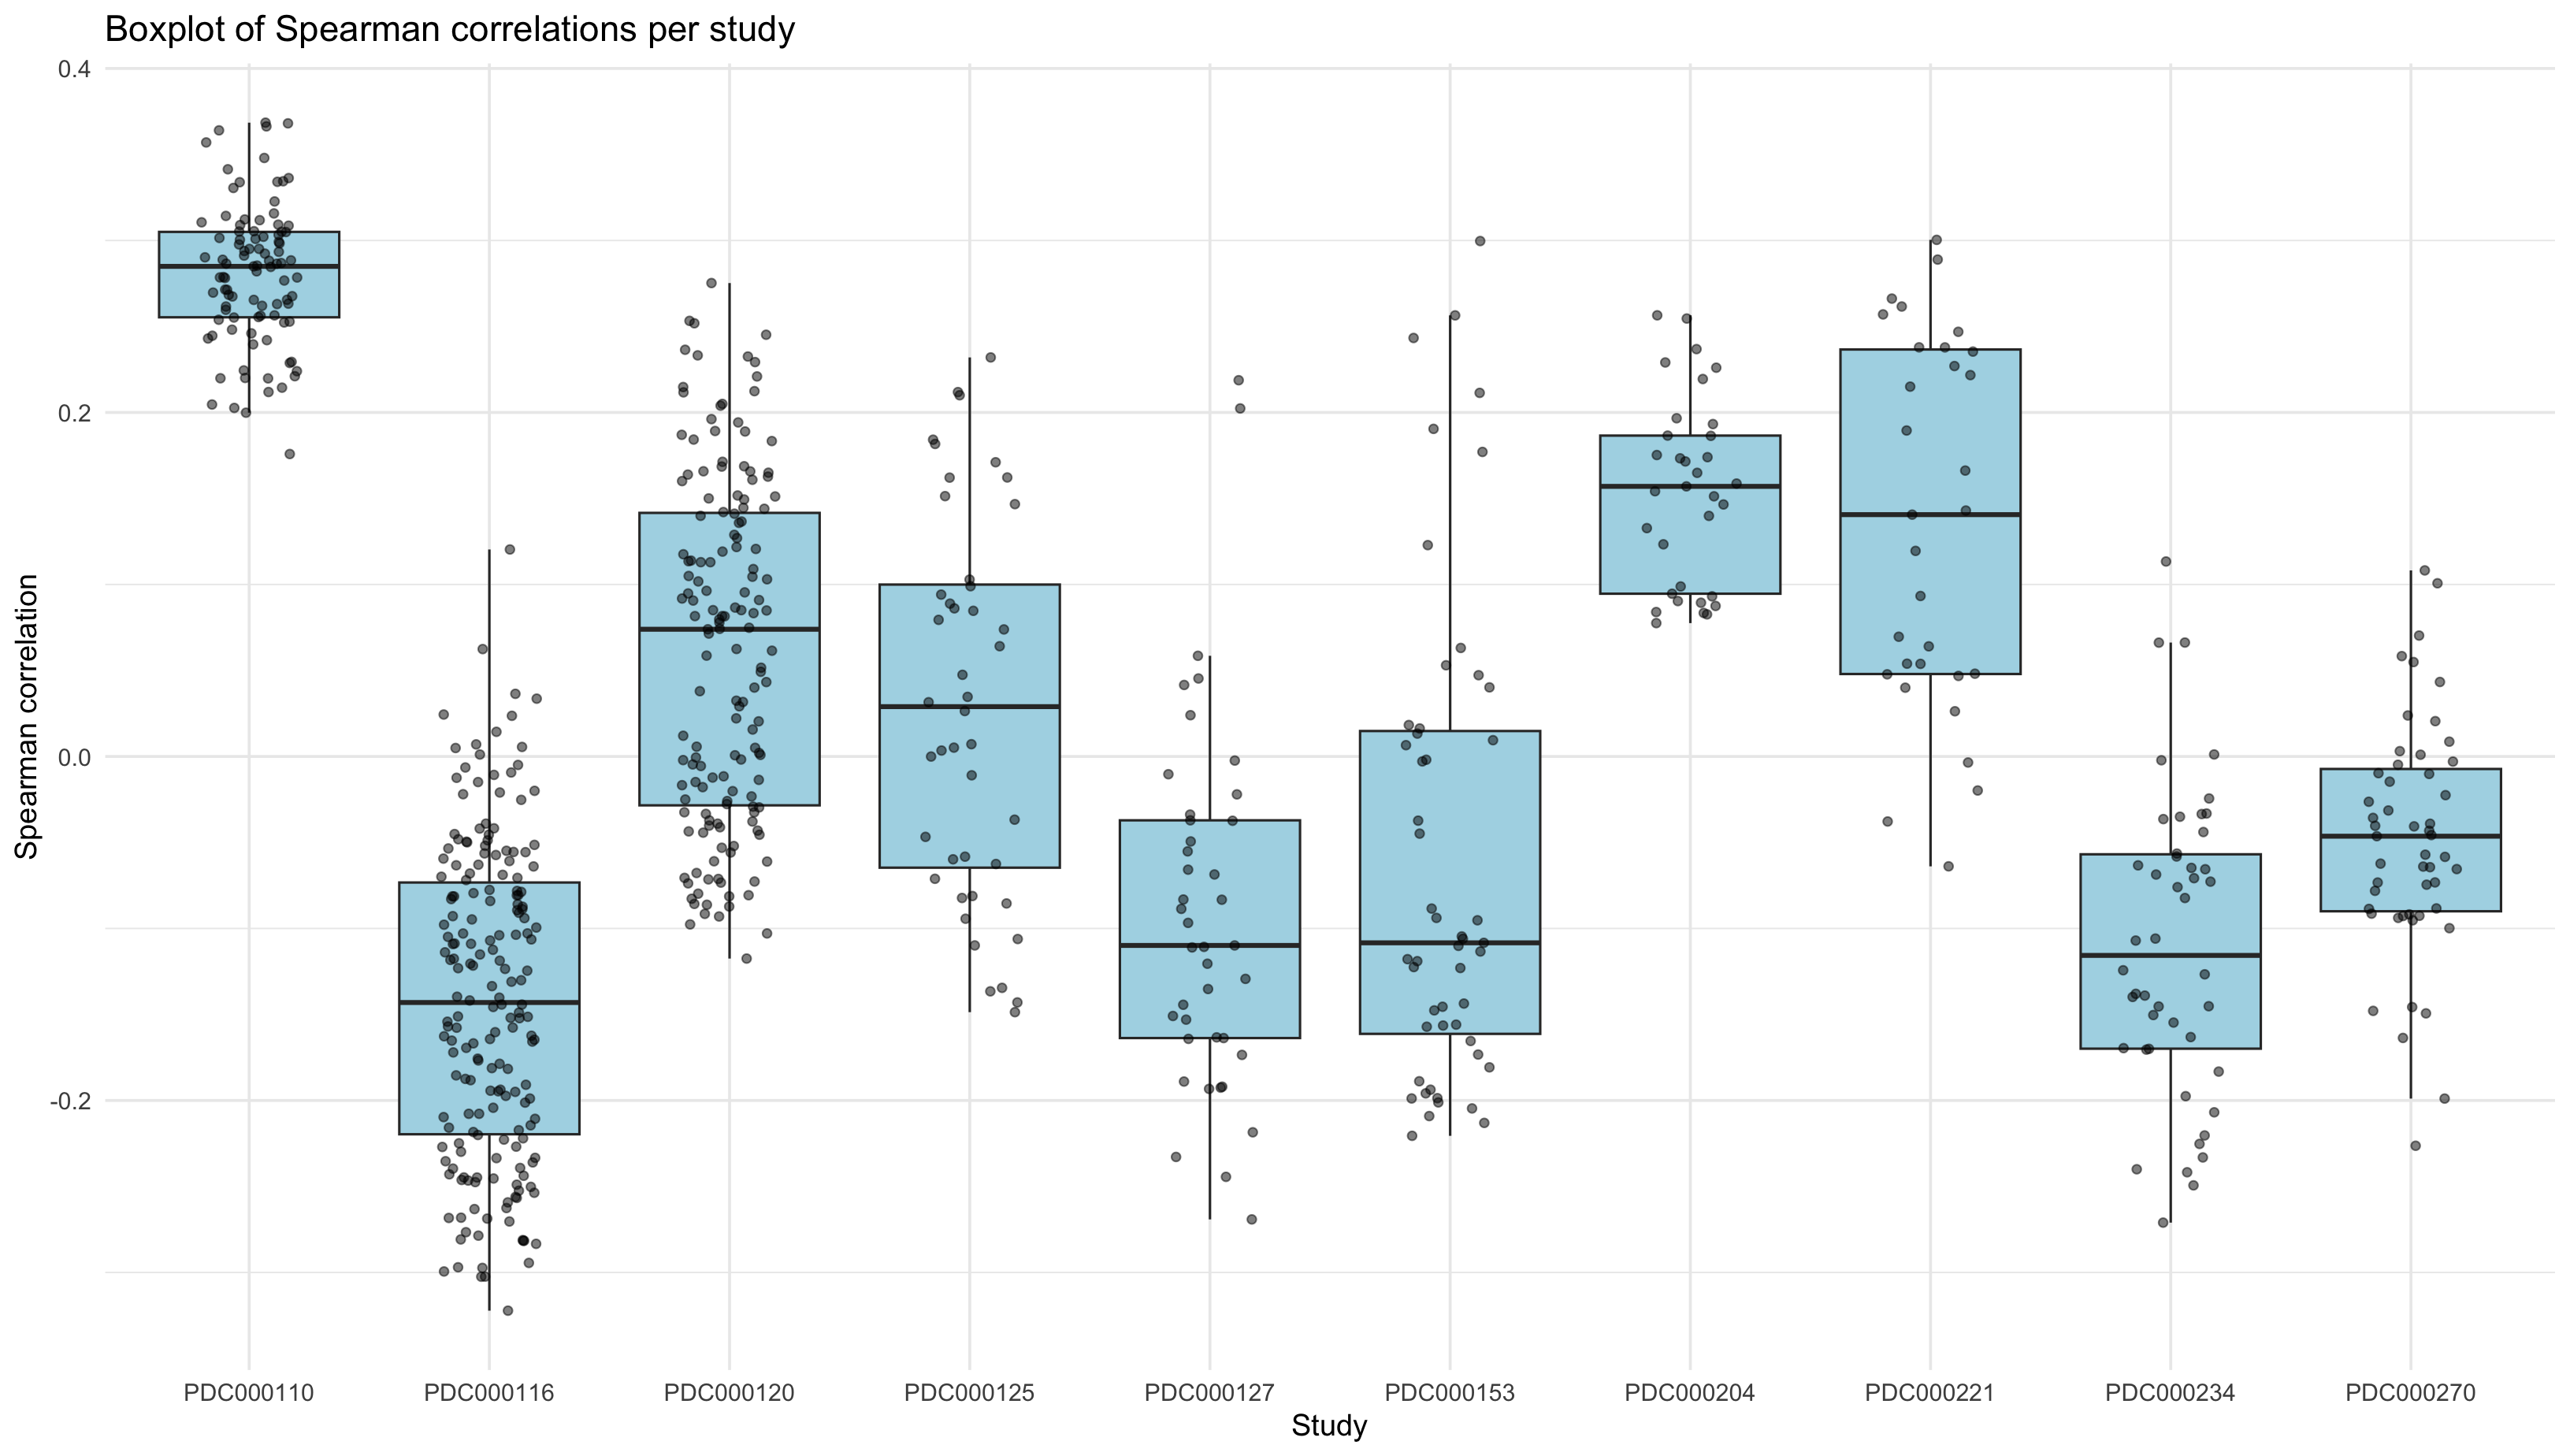 Boxplot of Spearman correlations per study
0.4
0.2
0.0
-0.2
Spearman correlation
PDC000110 PDC000116 PDC000120 PDC000125 PDC000127 PDC000153 PDC000204 PDC000221 PDC000234 PDC000270
Study